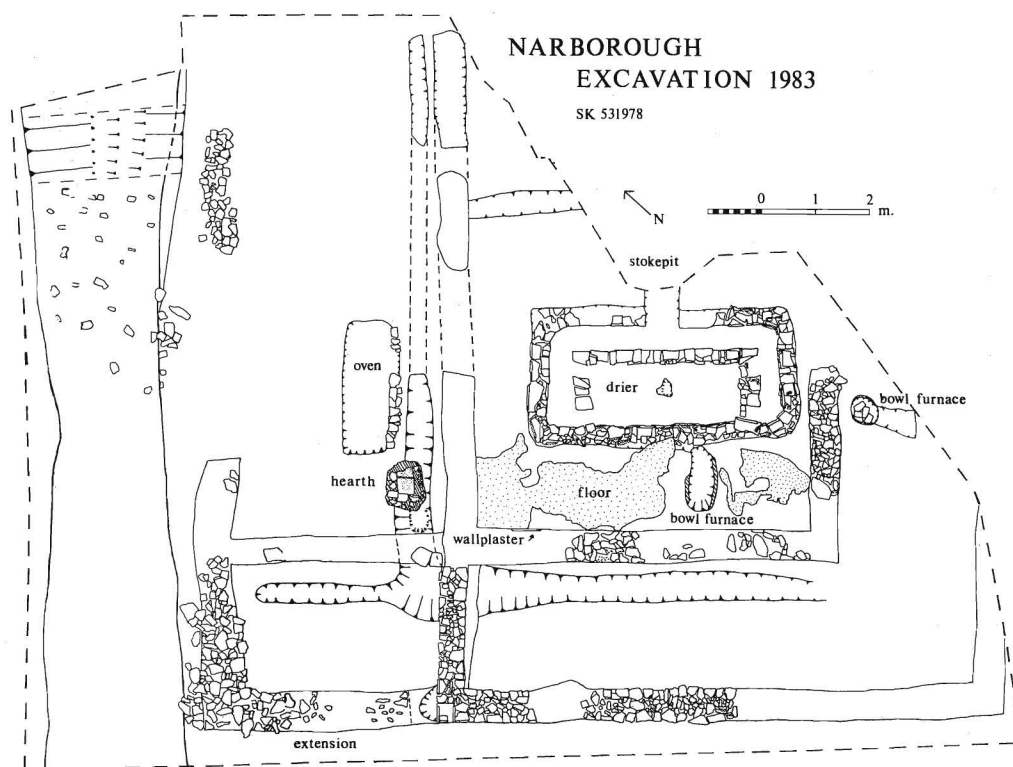 NARBOROUGH
EXCAVATION 1983
SK 531978
N
0 1 2
m.
stokepit
oven
drier
bowl furnace
hearth
floor
bowl furnace
wallplaster
extension